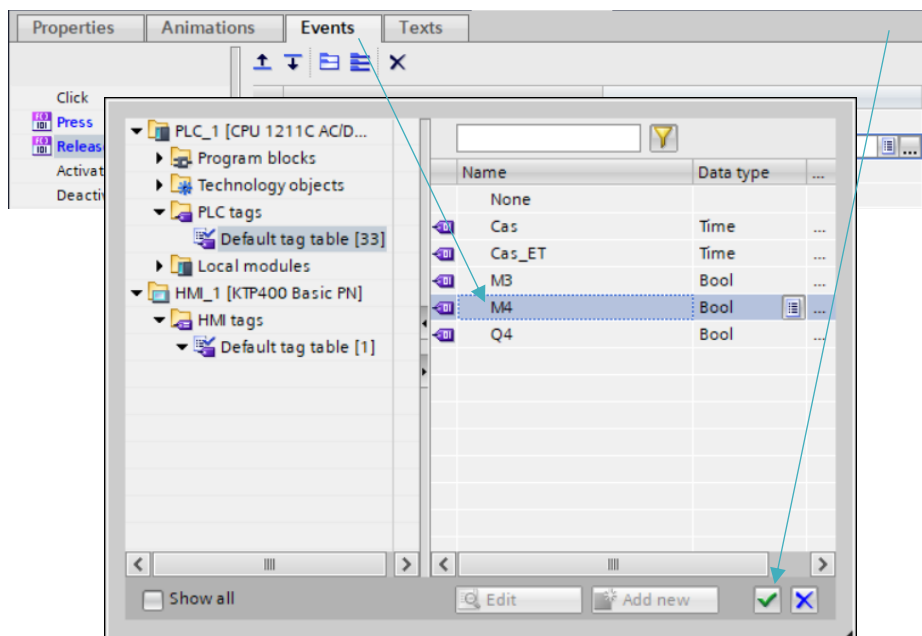 Properties Animations Events Texts
Click
Press
Releas
Activat
Deacti
...
PLC_1 [CPU 1211C AC/D...
Program blocks
Technology objects
PLC tags
Default tag table [33]
Local modules
HMI_1 [KTP400 Basic PN]
HMI tags
Default tag table [1]
Show all
Name Data type ...
None
Cas Time ...
Cas_ET Time ...
M3 Bool ...
M4 Bool ...
Q4 Bool ...
Edit Add new